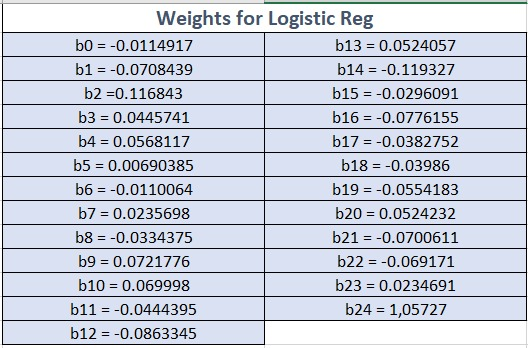 Weights for Logistic Reg
b0 = -0.0114917
b1 = -0.0708439
b2 =0.116843
b3 = 0.0445741
b4 = 0.0568117
b5 = 0.00690385
b6 = -0.0110064
b7 = 0.0235698
b8 = -0.0334375
b9 = 0.0721776
b10 = 0.069998
b11 = -0.0444395
b12 = -0.0863345
b13 = 0.0524057
b14 = -0.119327
b15 = -0.0296091
b16 = -0.0776155
b17 = -0.0382752
b18 = -0.03986
b19 = -0.0554183
b20 = 0.0524232
b21 = -0.0700611
b22 = -0.069171
b23 = 0.0234691
b24 = 1,05727